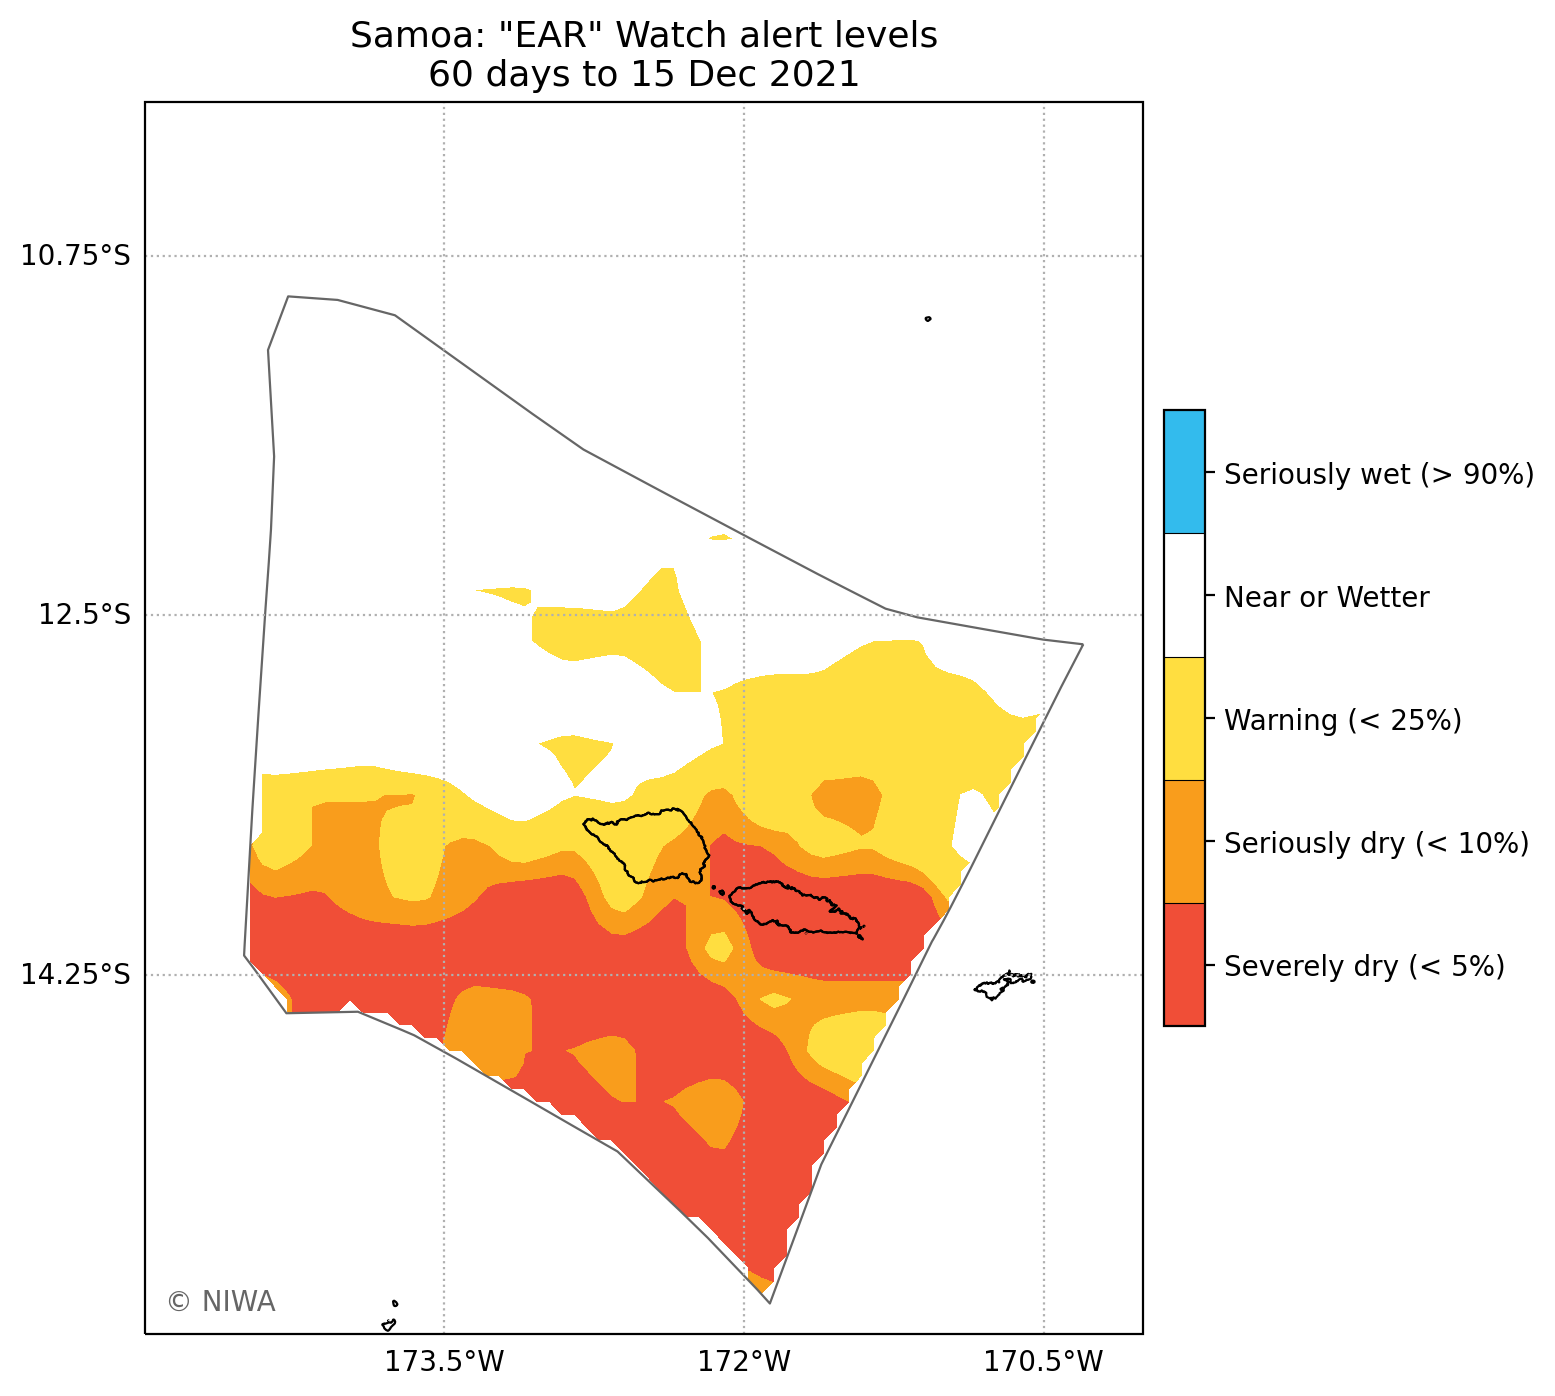 Samoa: "EAR" Watch alert levels
60 days to 15 Dec 2021
10.75°S
12.5°S
14.25°S
173.5°W
172°W
170.5°W
Seriously wet (> 90%)
Near or Wetter
Warning (< 25%)
Seriously dry (< 10%)
Severely dry (< 5%)
© NIWA